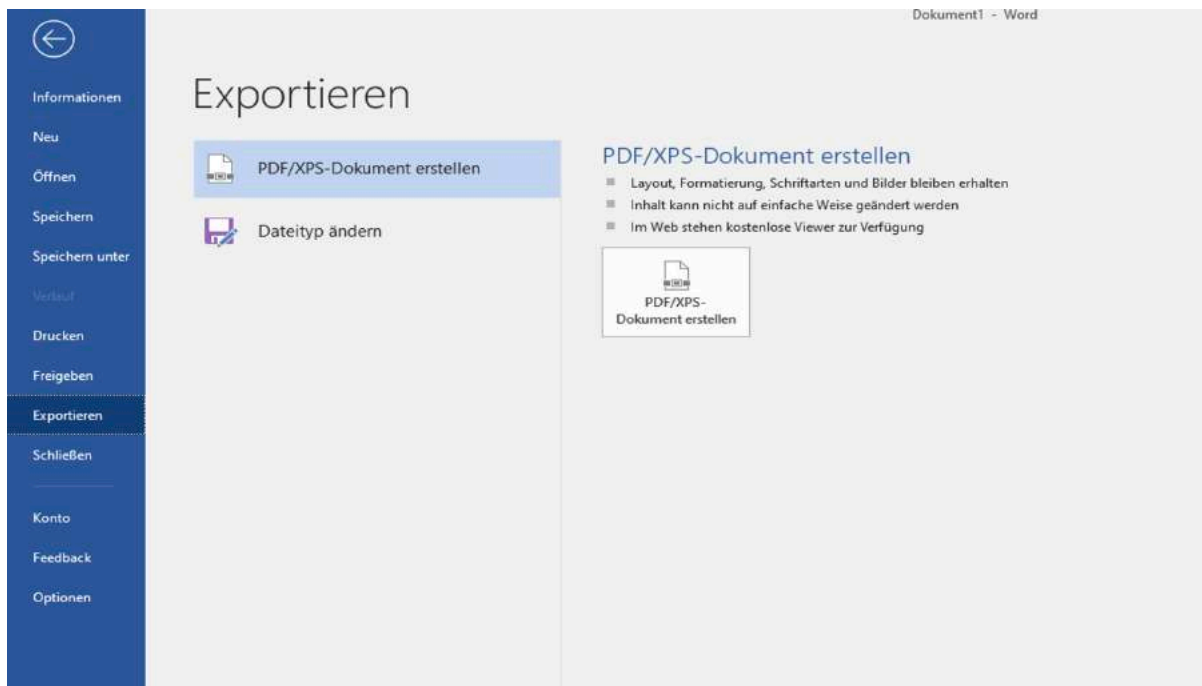 Dokument1 - Word
Informationen
Neu
Öffnen
Speichern
Speichern unter
Verlauf
Drucken
Freigeben
Exportieren
Schließen
Konto
Feedback
Optionen
Exportieren
PDF/XPS-Dokument erstellen
Dateityp ändern
PDF/XPS-Dokument erstellen
Layout, Formatierung, Schriftarten und Bilder bleiben erhalten
Inhalt kann nicht auf einfache Weise geändert werden
Im Web stehen kostenlose Viewer zur Verfügung
PDF/XPS-
Dokument erstellen